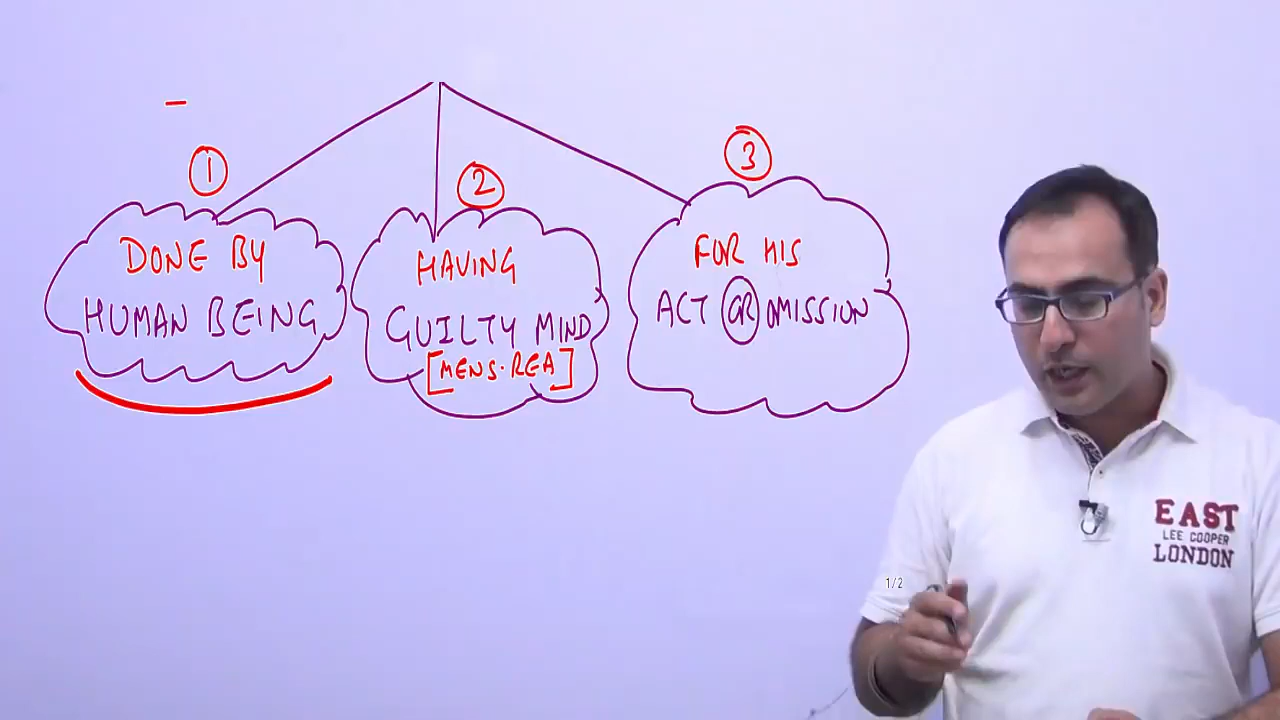 1
DONE BY
HUMAN BEING
2
HAVING
GUILTY MIND
[MENS.REA]
3
FOR HIS
ACT OR OMISSION
EAST
LEE COOPER
LONDON
1/2